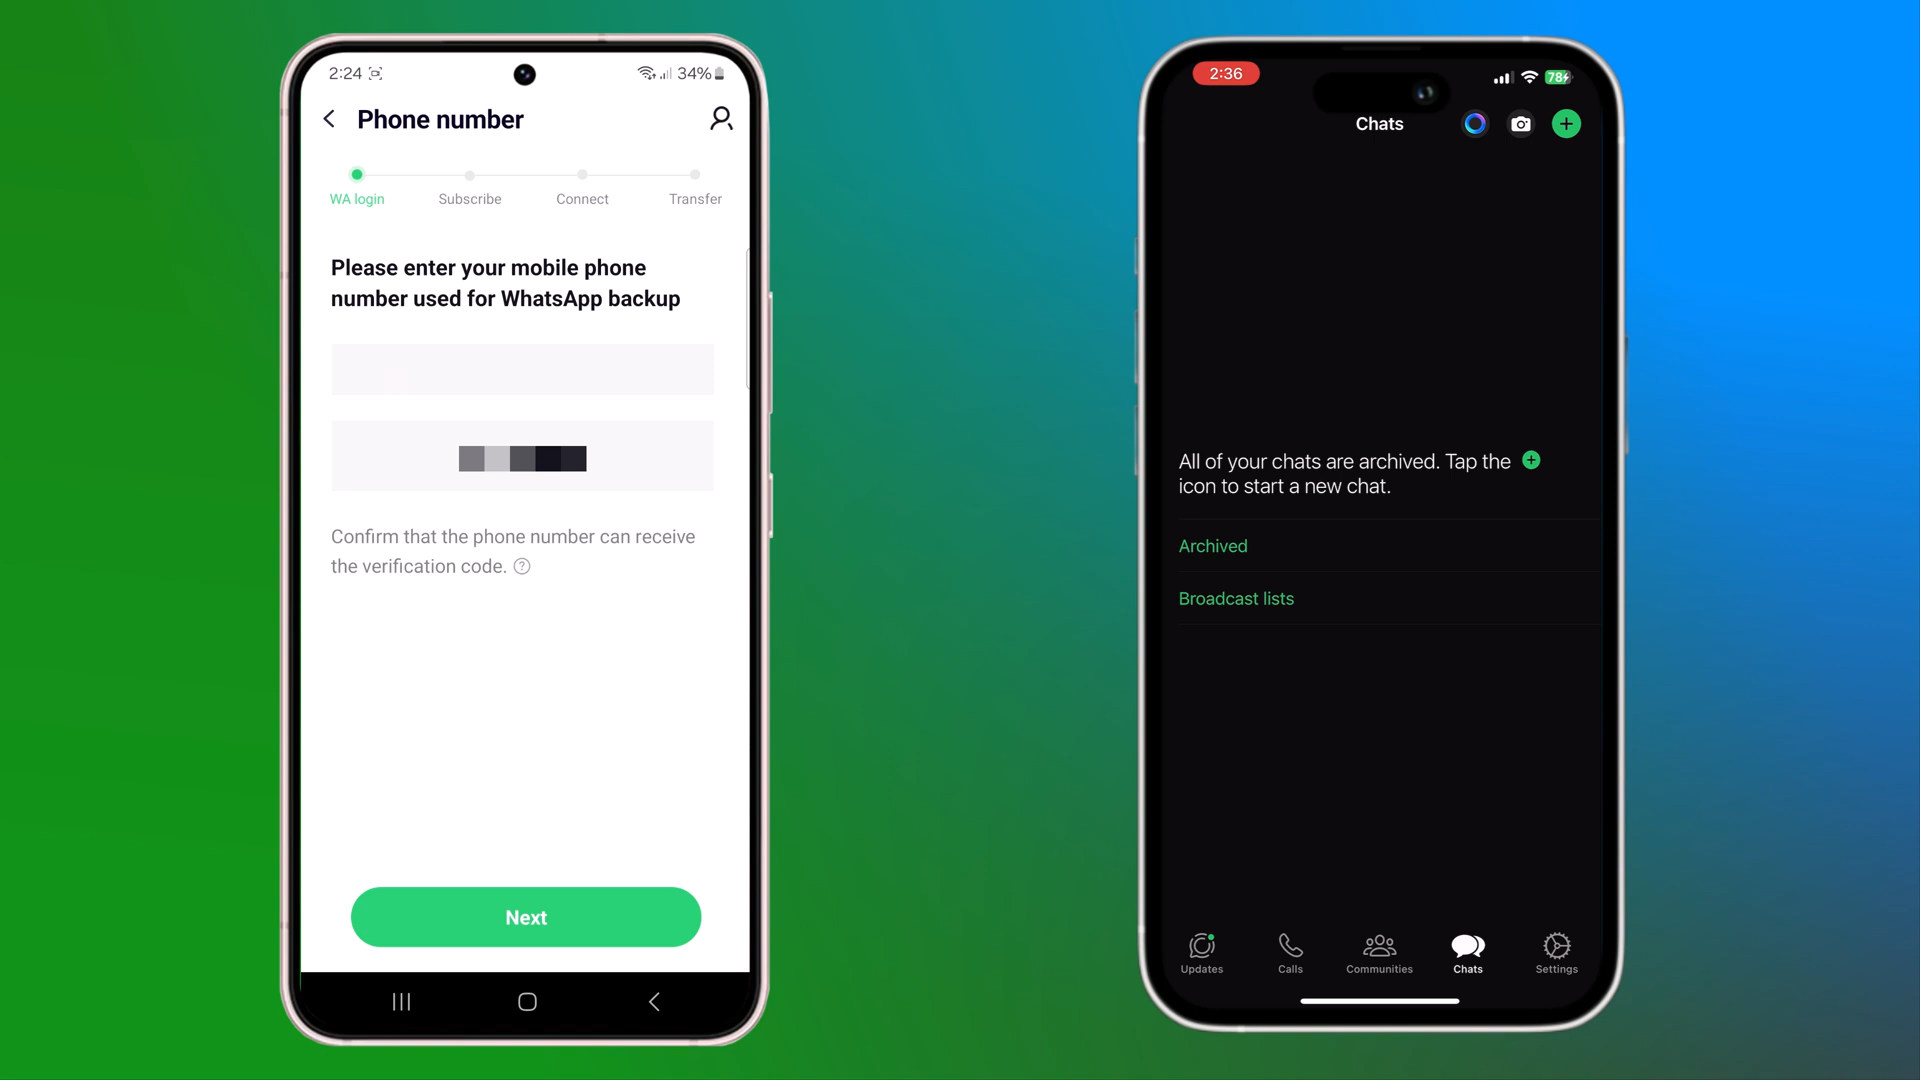 2:24
34%
Phone number
WA login
Subscribe
Connect
Transfer
Please enter your mobile phone
number used for WhatsApp backup
Confirm that the phone number can receive
the verification code. ?
Next
2:36
78
Chats
All of your chats are archived. Tap the
icon to start a new chat.
Archived
Broadcast lists
Updates
Calls
Communities
Chats
Settings